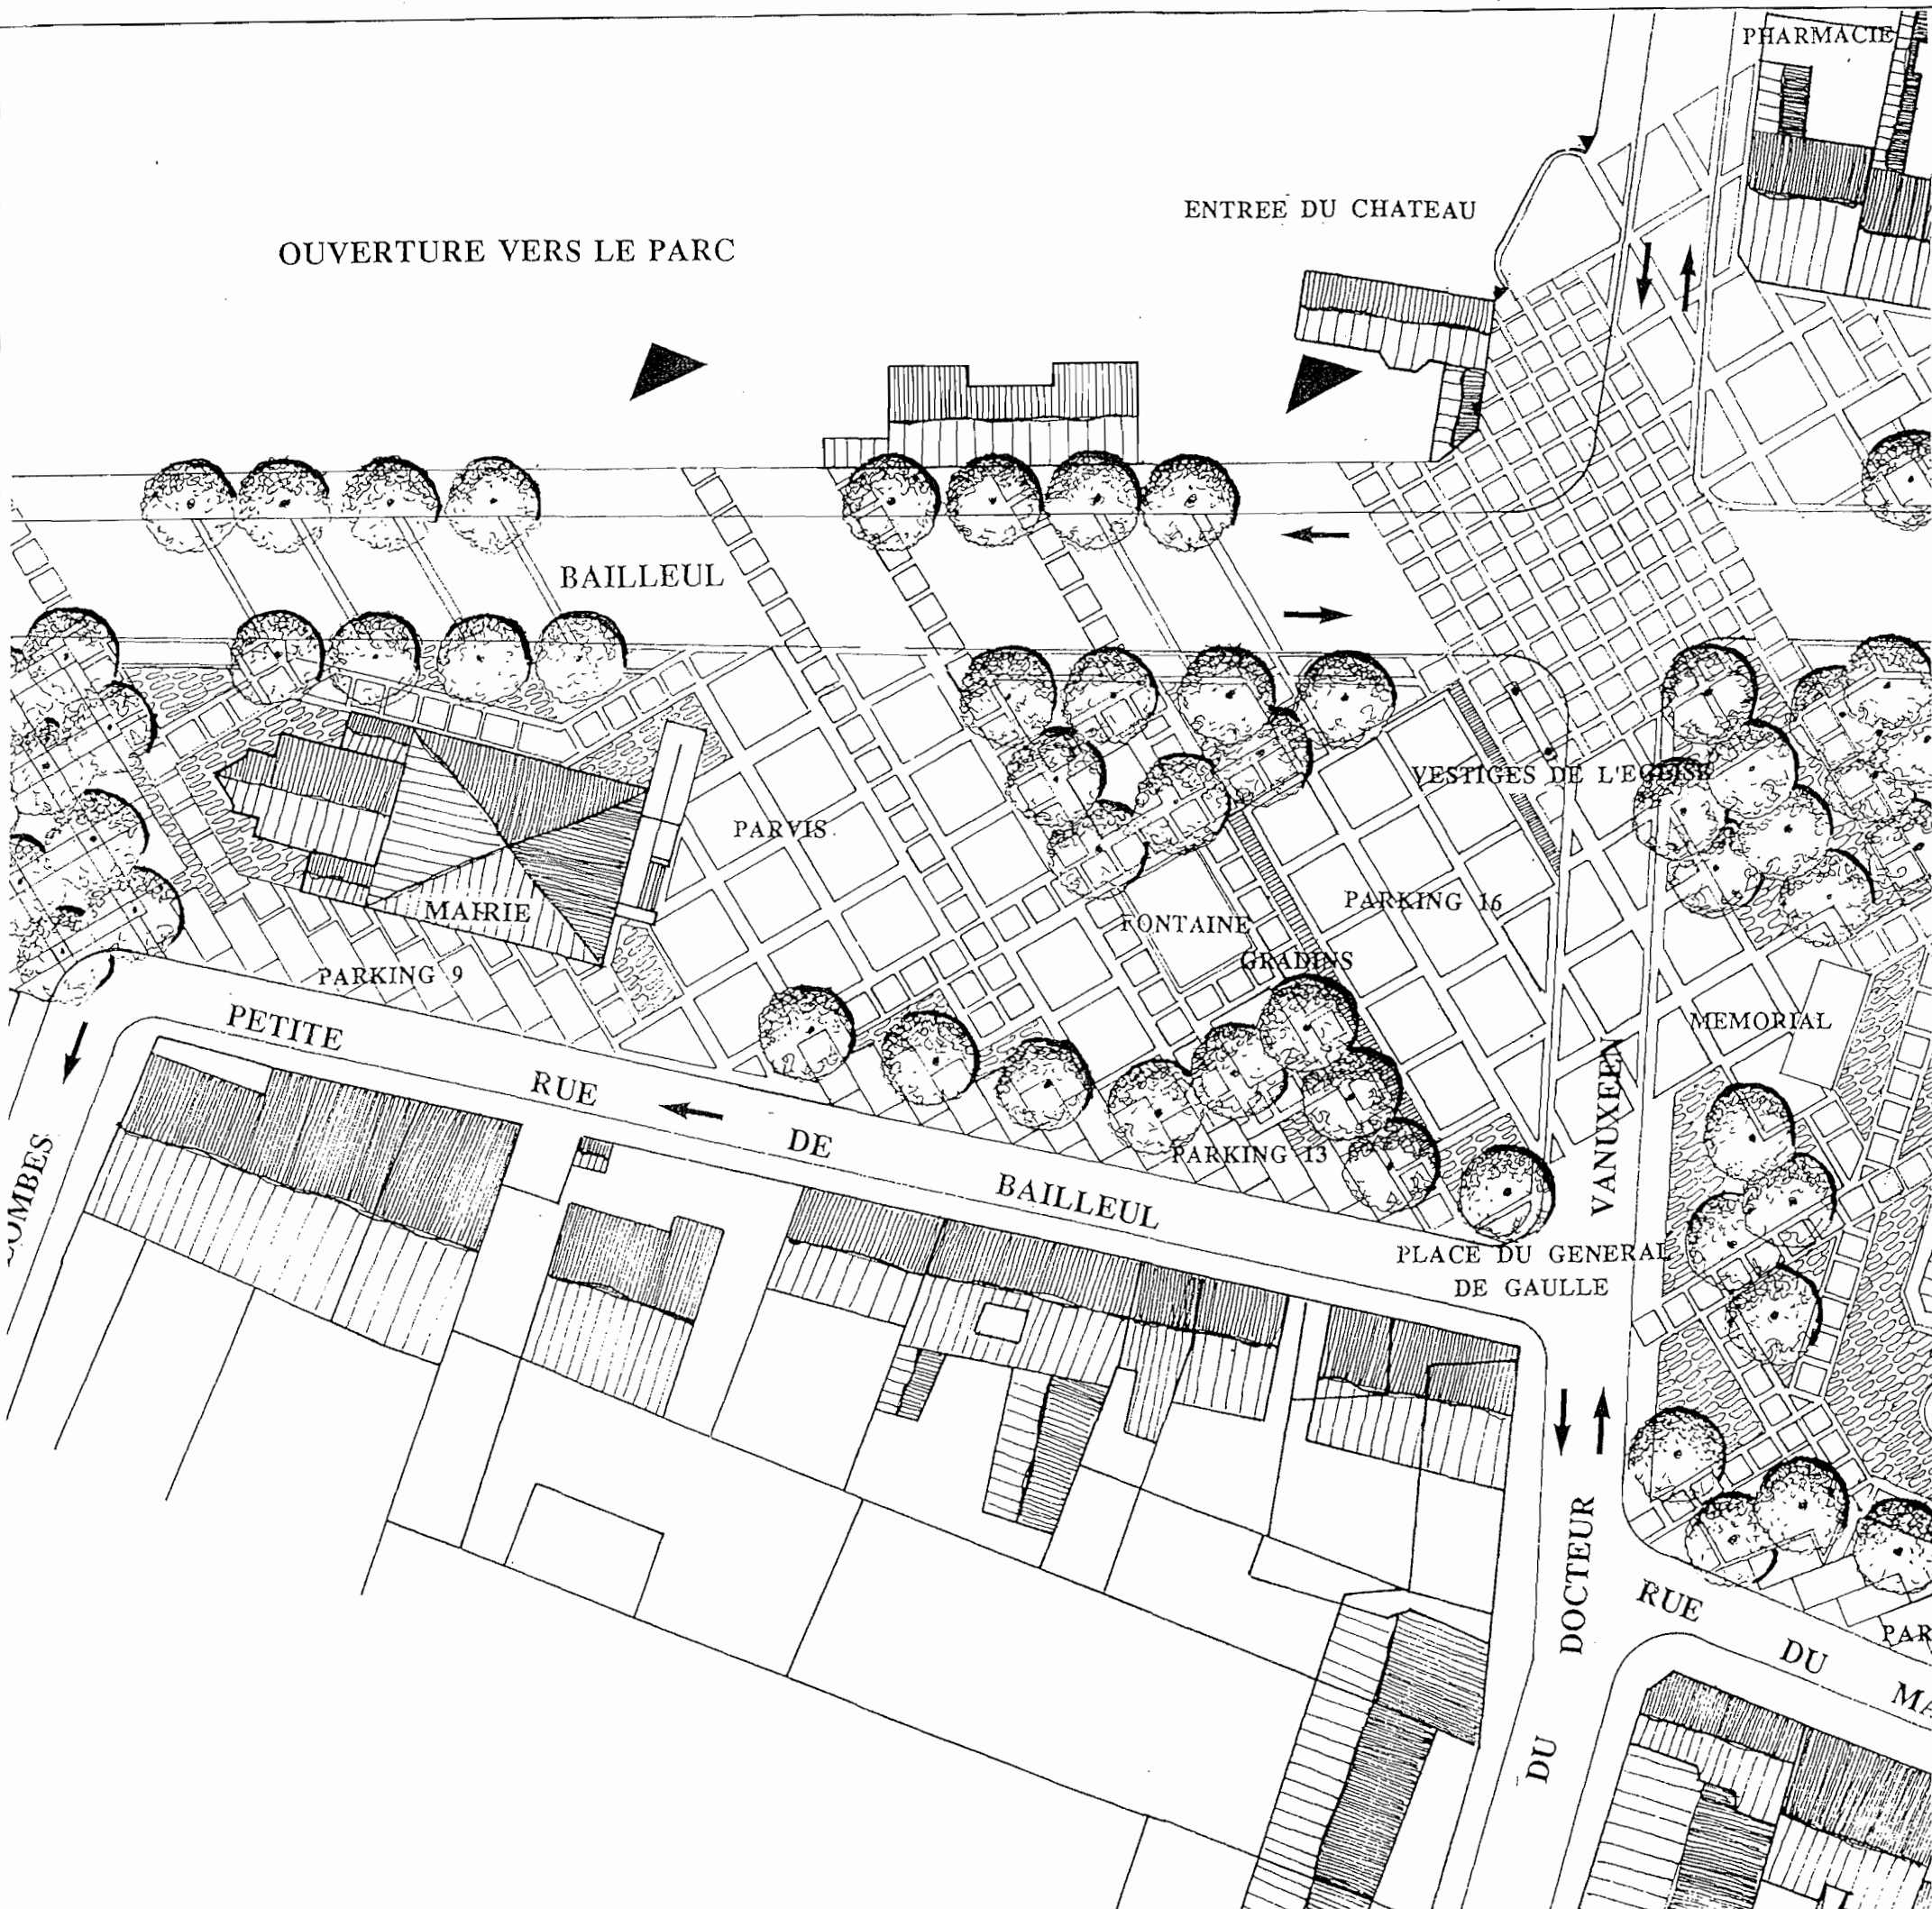 PHARMACIE
ENTREE DU CHATEAU
OUVERTURE VERS LE PARC
BAILLEUL
VESTIGES DE L'EGLISE
PARVIS
PARKING 16
MAIRIE
FONTAINE
GRADINS
PARKING 9
MEMORIAL
PETITE RUE DE BAILLEUL
PARKING 13
PLACE DU GENERAL
DE GAULLE
DU DOCTEUR VANUXEEM
RUE DU